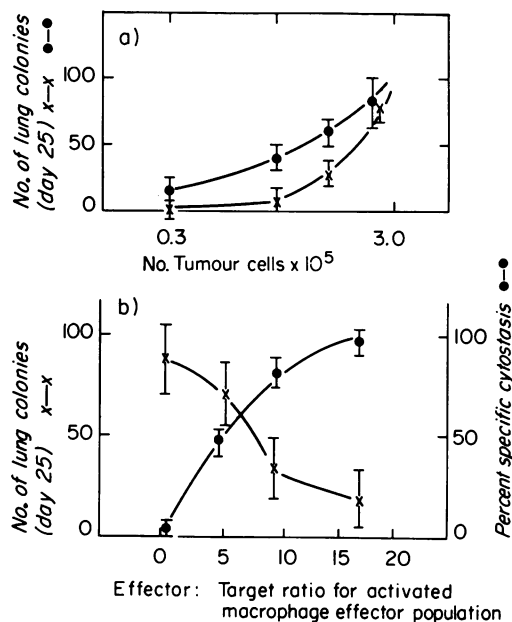 a)
No. of lung colonies ●—●
(day 25) x—x
100
50
0
0.3
3.0
No. Tumour cells x 10⁵
b)
No. of lung colonies
(day 25) x—x
100
50
0
Percent specific cytostasis ●—●
100
50
0
0
5
10
15
20
Effector: Target ratio for activated
macrophage effector population